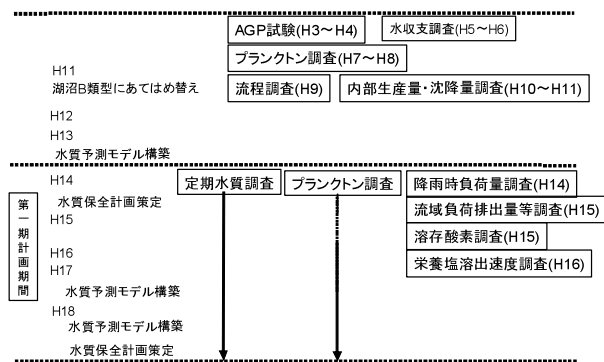 AGP試験(H3～H4)
水収支調査(H5～H6)
プランクトン調査(H7～H8)
H11
湖沼B類型にあてはめ替え
流程調査(H9)
内部生産量・沈降量調査(H10～H11)
H12
H13
水質予測モデル構築
第一期計画期間
H14
定期水質調査
プランクトン調査
降雨時負荷量調査(H14)
水質保全計画策定
流域負荷排出量等調査(H15)
H15
溶存酸素調査(H15)
H16
栄養塩溶出速度調査(H16)
H17
水質予測モデル構築
H18
水質予測モデル構築
水質保全計画策定